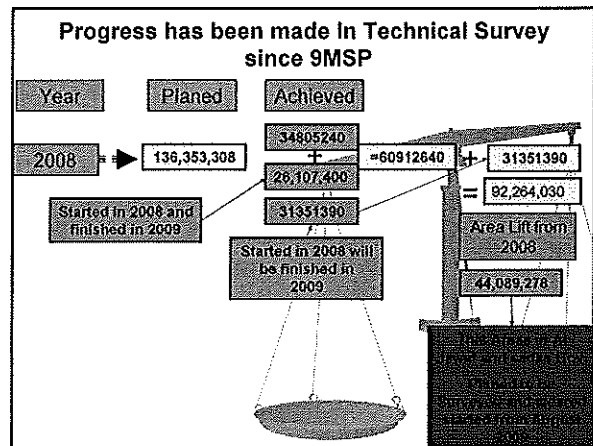 Progress has been made In Technical Survey
since 9MSP
Year
Planed
Achieved
34805240
2008
136,353,308
+
=60912640
+
31351390
26,107,400
= 92,264,030
Started in 2008 and
finished in 2009
31351390
Area Lift from
2008
Started in 2008 will
be finished in
2009
44,089,278